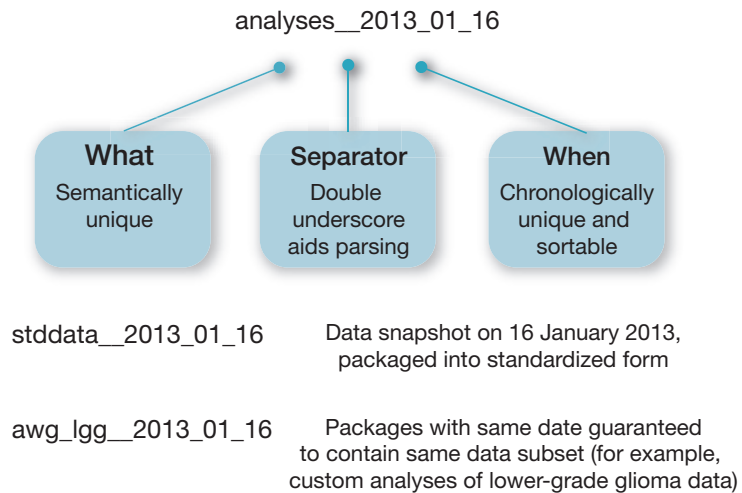 analyses__2013_01_16
What
Semantically
unique
Separator
Double
underscore
aids parsing
When
Chronologically
unique and
sortable
stddata__2013_01_16
Data snapshot on 16 January 2013,
packaged into standardized form
awg_lgg__2013_01_16
Packages with same date guaranteed
to contain same data subset (for example,
custom analyses of lower-grade glioma data)